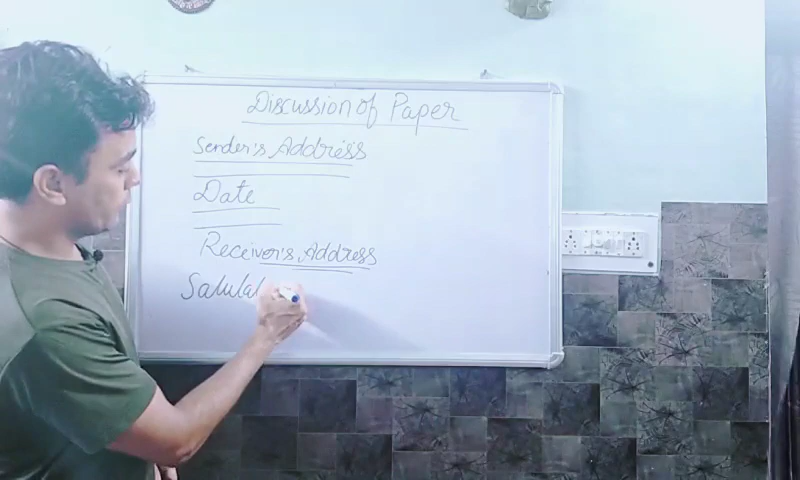 Discussion of Paper
Sender's Address
Date
Receiver's Address